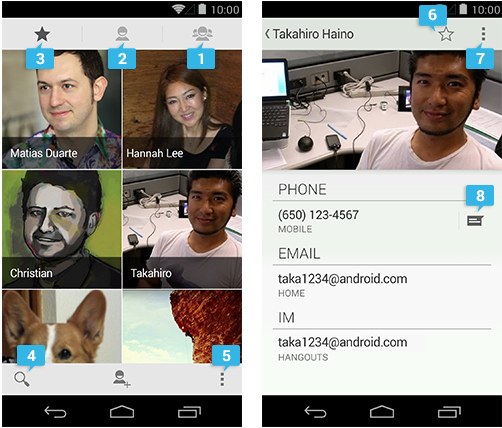 10:00
3
2
1
Matias Duarte
Hannah Lee
Christian
Takahiro
4
5
10:00
6
Takahiro Haino
7
PHONE
8
(650) 123-4567
MOBILE
EMAIL
taka1234@android.com
HOME
IM
taka1234@android.com
HANGOUTS